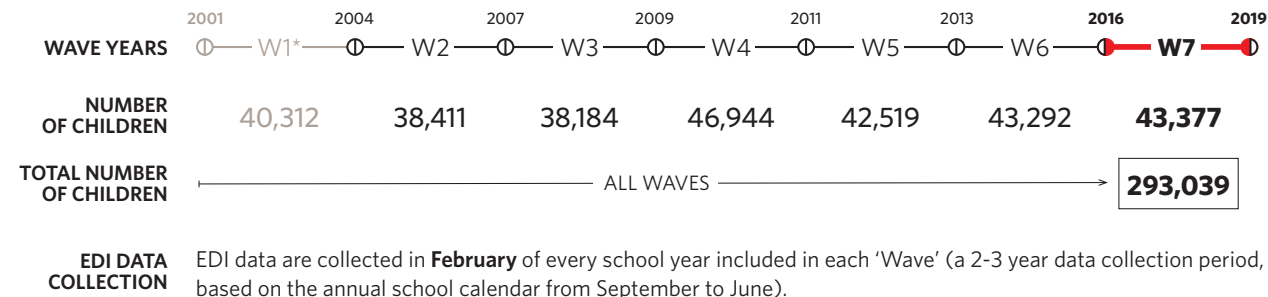 2001 2004 2007 2009 2011 2013 2016 2019
WAVE YEARS W1* W2 W3 W4 W5 W6 W7
NUMBER
OF CHILDREN 40,312 38,411 38,184 46,944 42,519 43,292 43,377
TOTAL NUMBER
OF CHILDREN ALL WAVES 293,039
EDI DATA
COLLECTION
EDI data are collected in February of every school year included in each ‘Wave’ (a 2-3 year data collection period,
based on the annual school calendar from September to June).